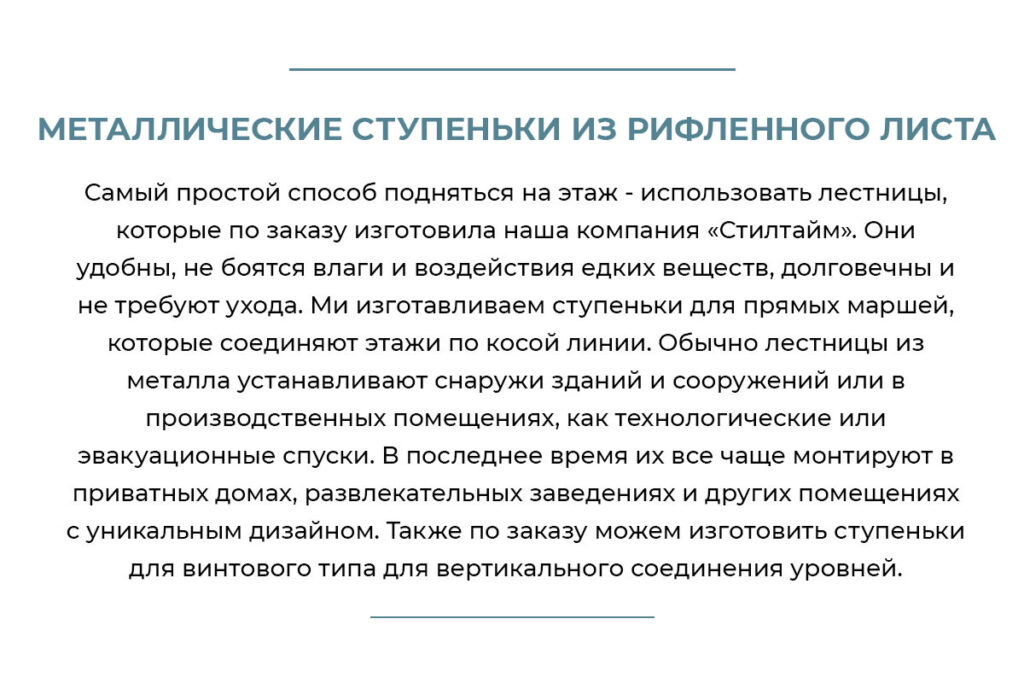 МЕТАЛЛИЧЕСКИЕ СТУПЕНЬКИ ИЗ РИФЛЕННОГО ЛИСТА
Самый простой способ подняться на этаж - использовать лестницы,
которые по заказу изготовила наша компания «Стилтайм». Они
удобны, не боятся влаги и воздействия едких веществ, долговечны и
не требуют ухода. Ми изготавливаем ступеньки для прямых маршей,
которые соединяют этажи по косой линии. Обычно лестницы из
металла устанавливают снаружи зданий и сооружений или в
производственных помещениях, как технологические или
эвакуационные спуски. В последнее время их все чаще монтируют в
приватных домах, развлекательных заведениях и других помещениях
с уникальным дизайном. Также по заказу можем изготовить ступеньки
для винтового типа для вертикального соединения уровней.